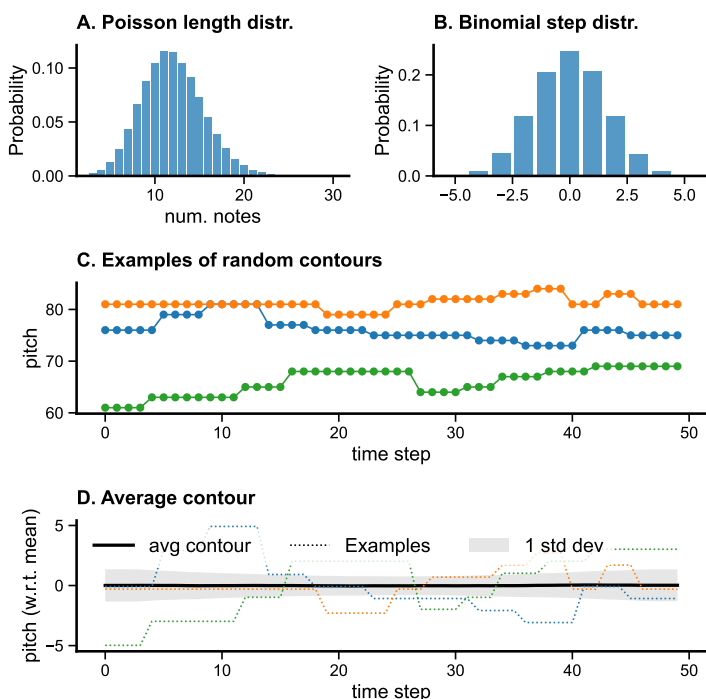 A. Poisson length distr.
B. Binomial step distr.
Probability
0.10
0.05
0.00
10
20
30
num. notes
Probability
0.2
0.1
0.0
−5.0
−2.5
0.0
2.5
5.0
C. Examples of random contours
pitch
80
70
60
0
10
20
30
40
50
time step
D. Average contour
pitch (w.r.t. mean)
5
0
−5
avg contour
Examples
1 std dev
0
10
20
30
40
50
time step